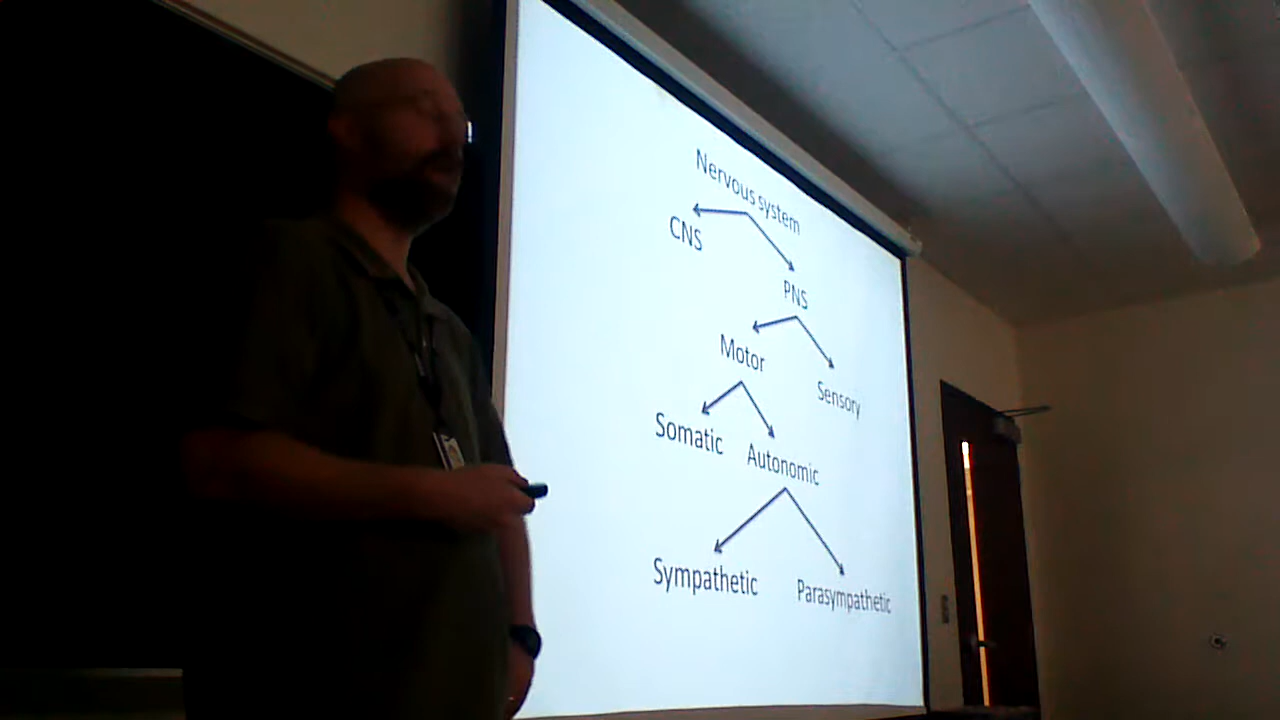 Nervous system
CNS
PNS
Motor
Sensory
Somatic
Autonomic
Sympathetic
Parasympathetic